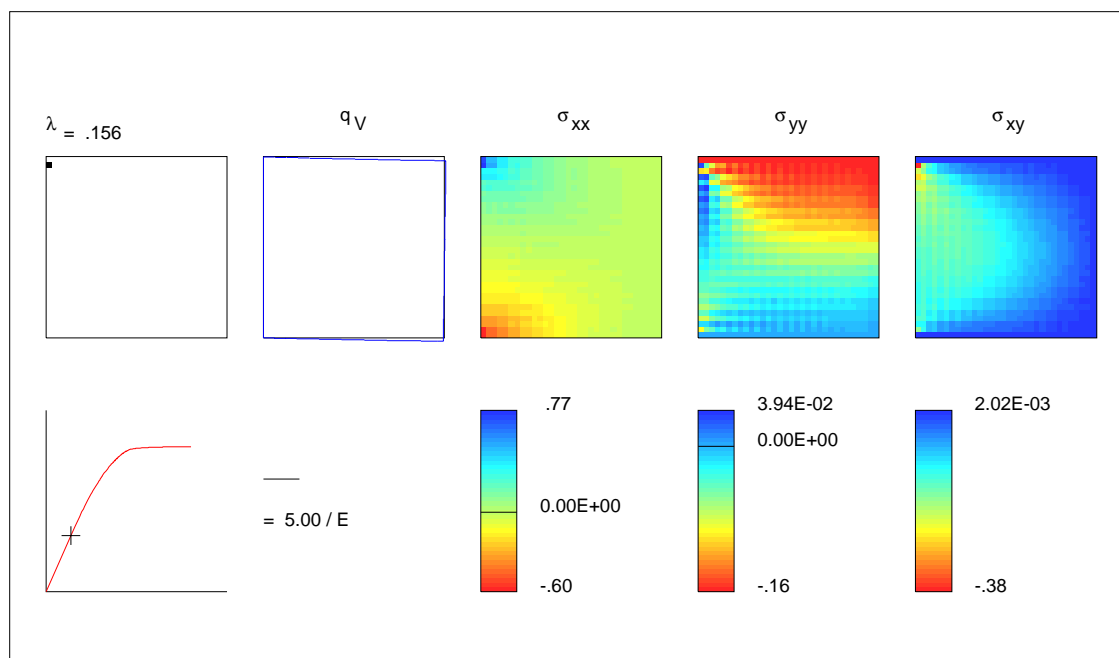 λ = .156
q V
σ xx
σ yy
σ xy
.77
3.94E-02
2.02E-03
0.00E+00
0.00E+00
= 5.00 / E
-.60
-.16
-.38